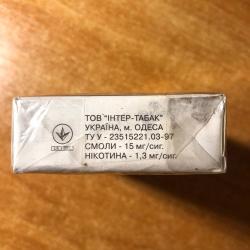 ТОВ "ІНТЕР-ТАБАК"
УКРАЇНА, м. ОДЕСА
ТУ У - 23515221.03-97
СМОЛИ - 15 мг/сиг.
НІКОТИНА - 1,3 мг/сиг.